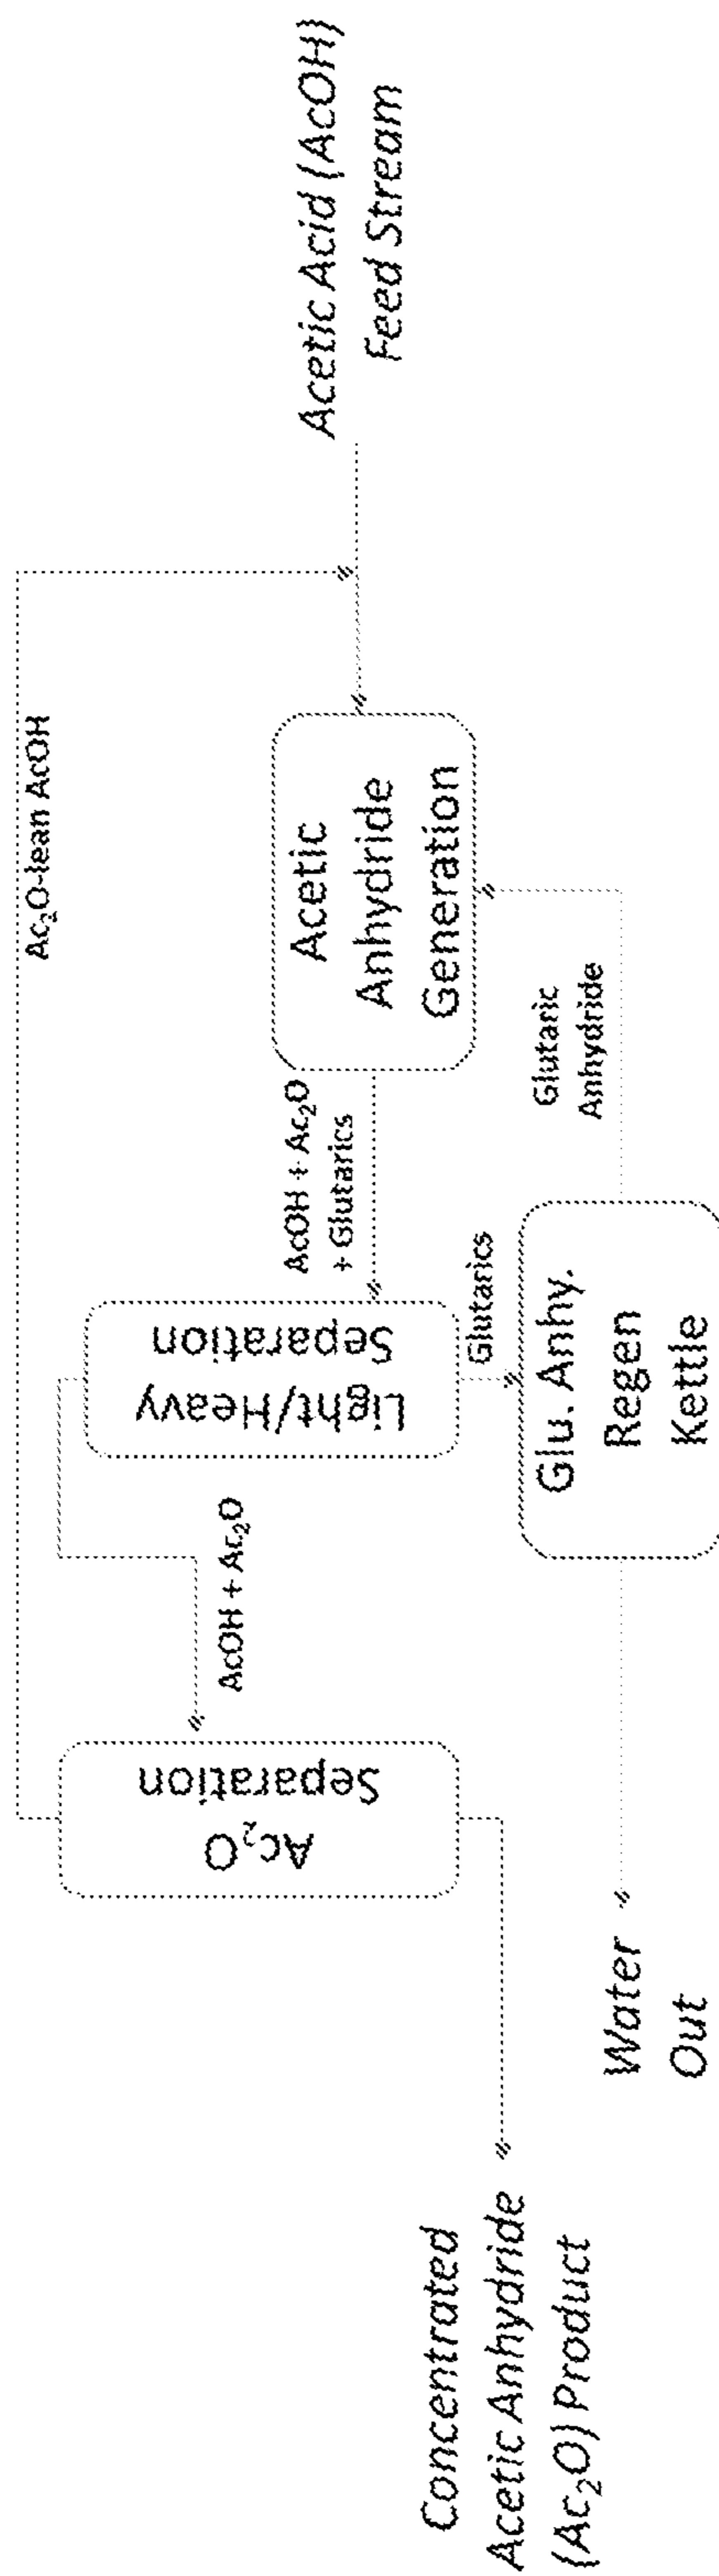 Acetic Acid (AcOH)
Feed Stream
Ac₂O-lean AcOH
Acetic
Anhydride
Generation
AcOH + Ac₂O
+ Glutarics
Glutaric
Anhydride
Light/Heavy
Separation
Glutarics
Glu. Anhy.
Regen
Kettle
AcOH + Ac₂O
Ac₂O
Separation
Water
Out
Concentrated
Acetic Anhydride
(Ac₂O) Product